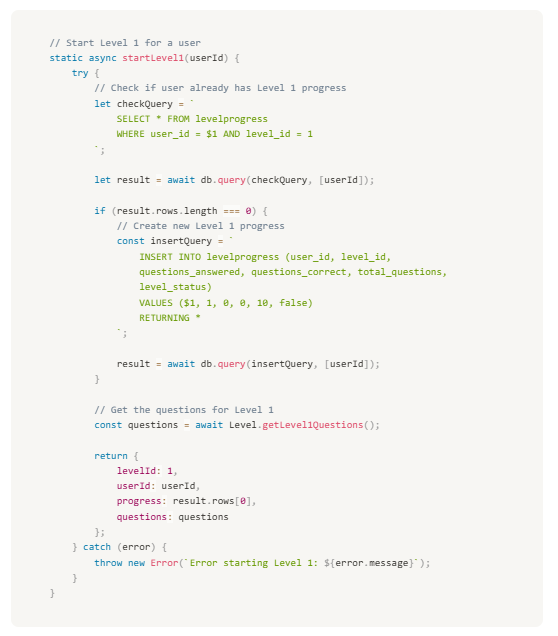 // Start Level 1 for a user
static async startLevel1(userId) {
    try {
        // Check if user already has Level 1 progress
        let checkQuery = `
            SELECT * FROM levelprogress
            WHERE user_id = $1 AND level_id = 1
        `;

        let result = await db.query(checkQuery, [userId]);

        if (result.rows.length === 0) {
            // Create new Level 1 progress
            const insertQuery = `
                INSERT INTO levelprogress (user_id, level_id,
                questions_answered, questions_correct, total_questions,
                level_status)
                VALUES ($1, 1, 0, 0, 10, false)
                RETURNING *
            `;

            result = await db.query(insertQuery, [userId]);
        }

        // Get the questions for Level 1
        const questions = await Level.getLevel1Questions();

        return {
            levelId: 1,
            userId: userId,
            progress: result.rows[0],
            questions: questions
        };
    } catch (error) {
        throw new Error(`Error starting Level 1: ${error.message}`);
    }
}